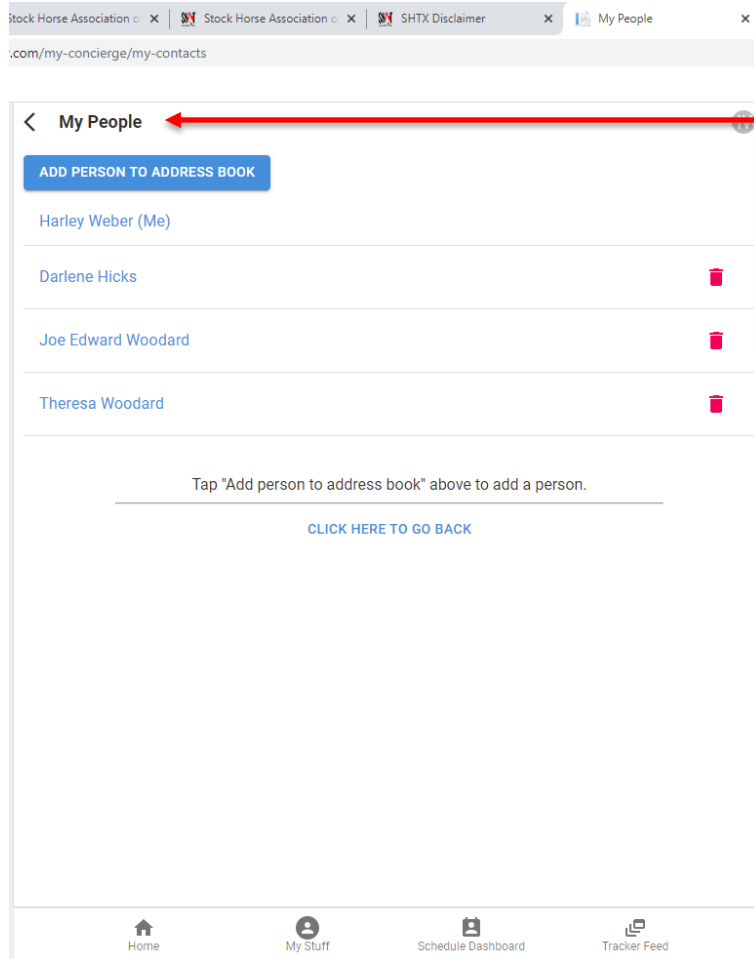 Stock Horse Association o
Stock Horse Association o
SHTX Disclaimer
My People
.com/my-concierge/my-contacts
My People
ADD PERSON TO ADDRESS BOOK
Harley Weber (Me)
Darlene Hicks
Joe Edward Woodard
Theresa Woodard
Tap "Add person to address book" above to add a person.
CLICK HERE TO GO BACK
Home
My Stuff
Schedule Dashboard
Tracker Feed